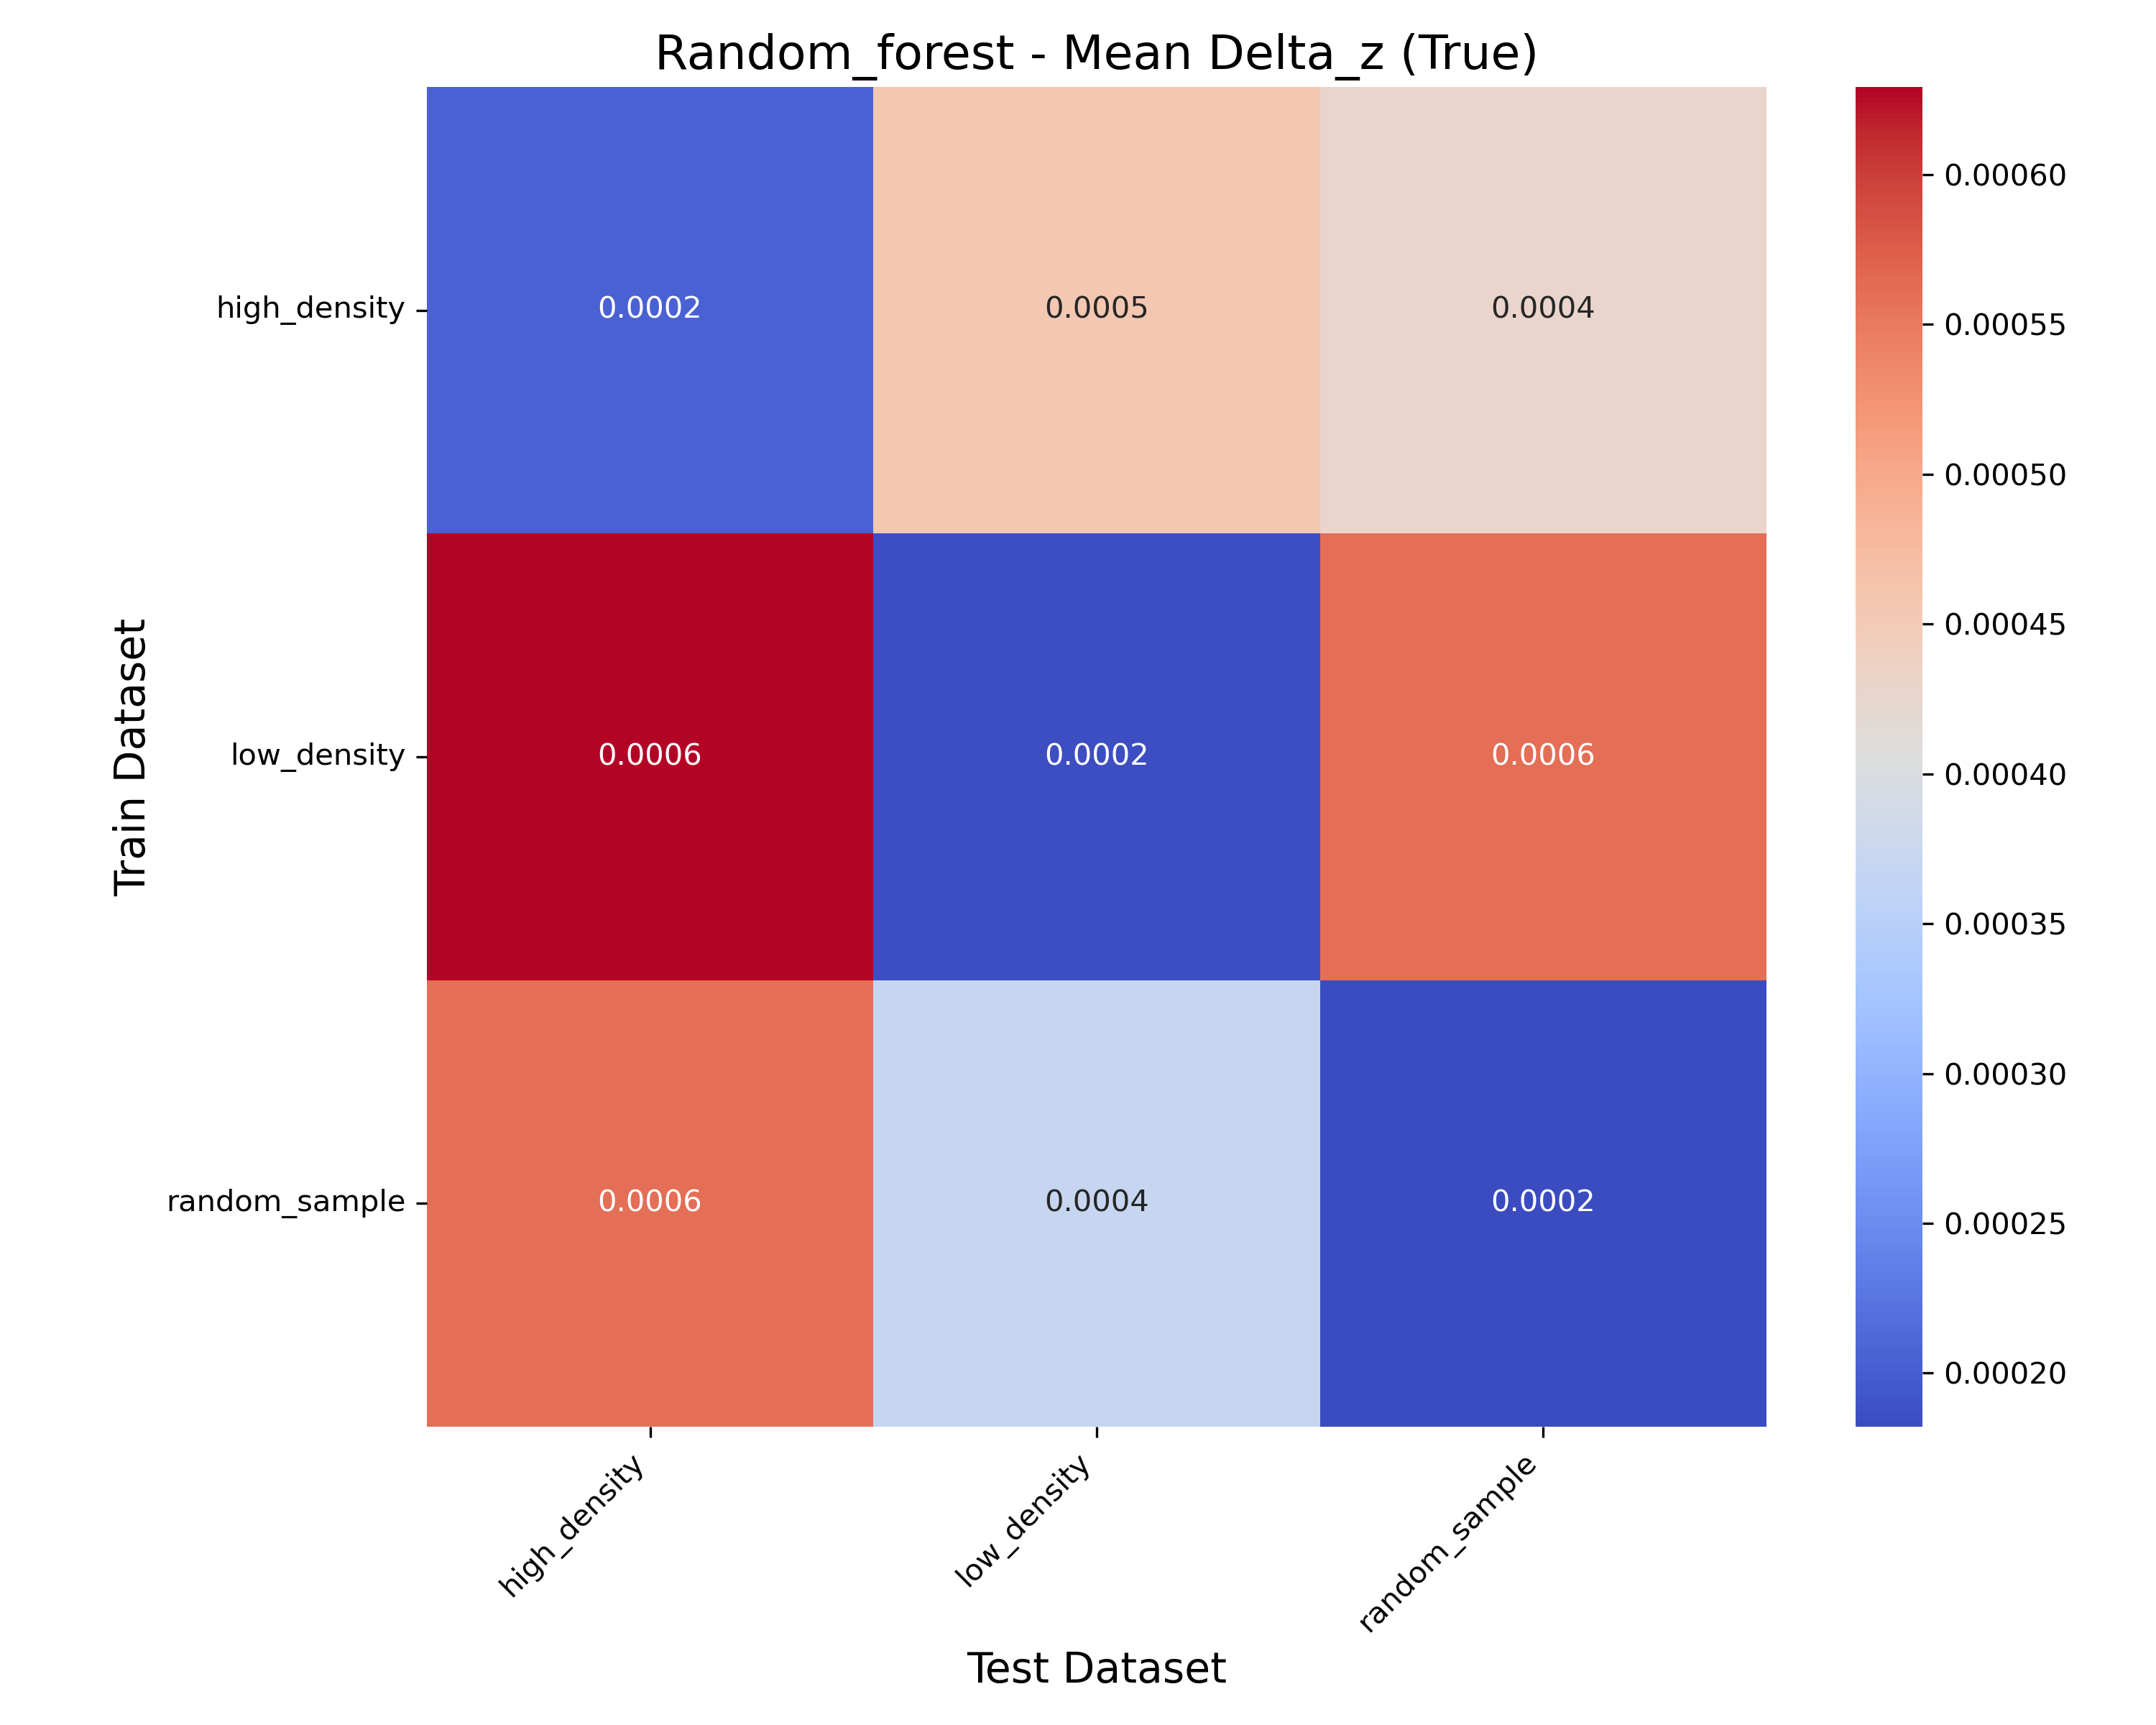 Random_forest - Mean Delta_z (True)
Train Dataset
high_density
0.0002
0.0005
0.0004
low_density
0.0006
0.0002
0.0006
random_sample
0.0006
0.0004
0.0002
high_density
low_density
random_sample
Test Dataset
0.00060
0.00055
0.00050
0.00045
0.00040
0.00035
0.00030
0.00025
0.00020